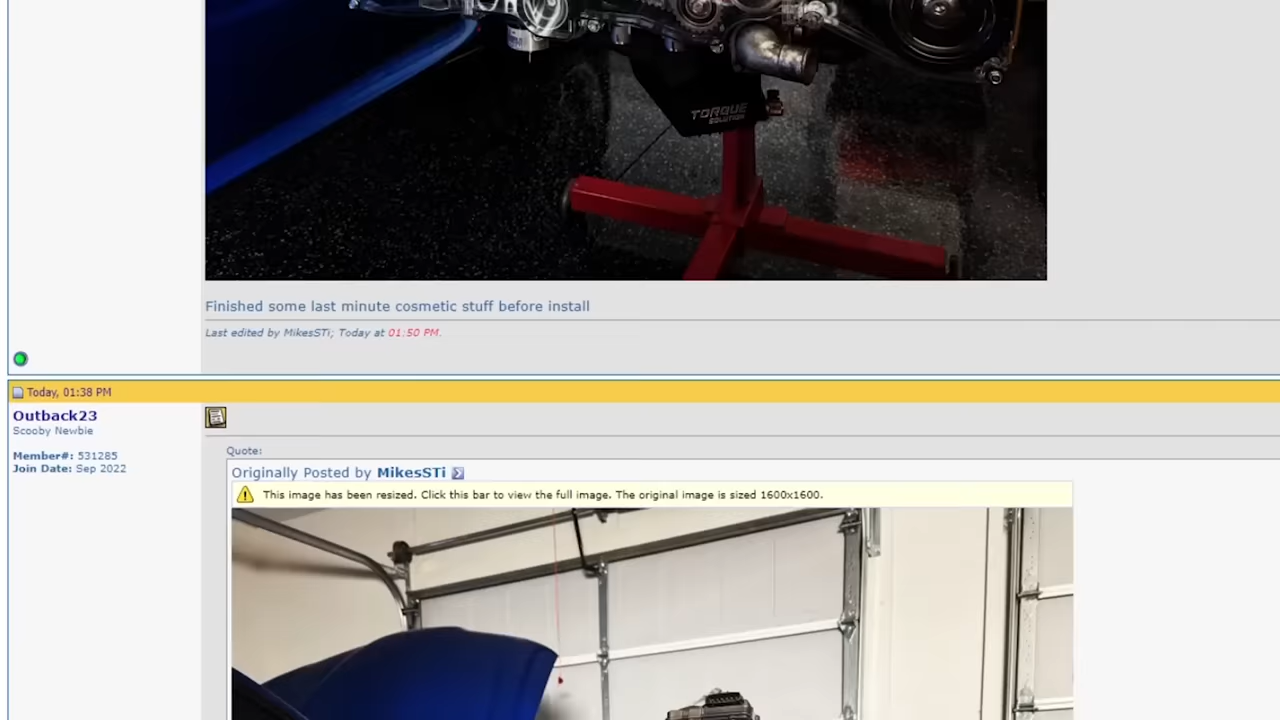 TORQUE
SOLUTION
Finished some last minute cosmetic stuff before install
Last edited by MikesSTi; Today at 01:50 PM.
Today, 01:38 PM
Outback23
Scooby Newbie
Member#: 531285
Join Date: Sep 2022
Quote:
Originally Posted by MikesSTi
This image has been resized. Click this bar to view the full image. The original image is sized 1600x1600.